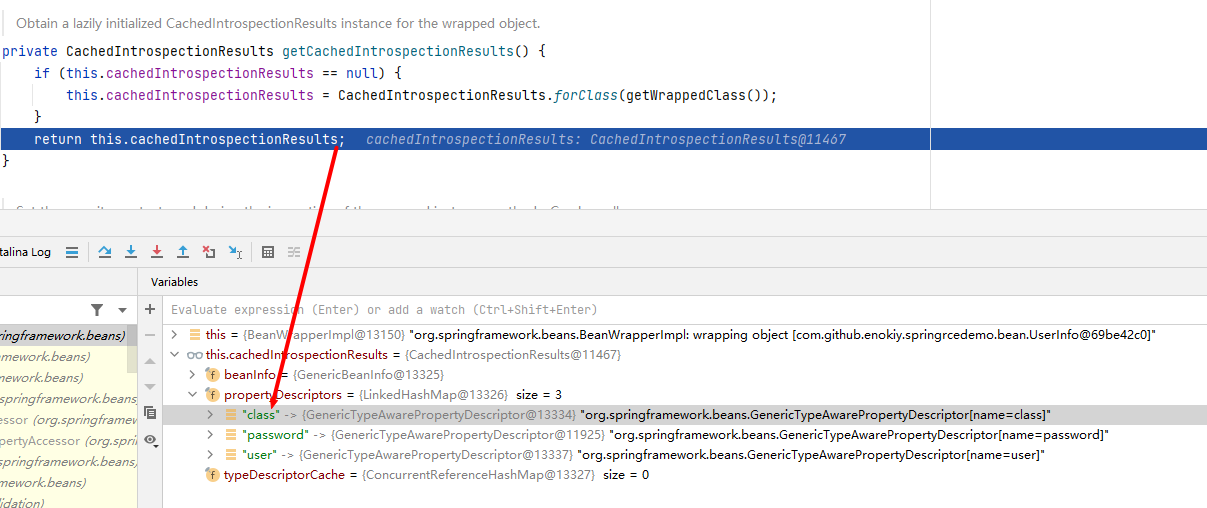 Obtain a lazily initialized CachedIntrospectionResults instance for the wrapped object.
private CachedIntrospectionResults getCachedIntrospectionResults() {
if (this.cachedIntrospectionResults == null) {
this.cachedIntrospectionResults = CachedIntrospectionResults.forClass(getWrappedClass());
}
return this.cachedIntrospectionResults; cachedIntrospectionResults: CachedIntrospectionResults@11467
}
talina Log
Variables
Evaluate expression (Enter) or add a watch (Ctrl+Shift+Enter)
ringframework.beans)
this = {BeanWrapperImpl@13150} "org.springframework.beans.BeanWrapperImpl: wrapping object [com.github.enokiy.springrcedemo.bean.UserInfo@69be42c0]"
amework.beans)
this.cachedIntrospectionResults = {CachedIntrospectionResults@11467}
mework.beans)
beanInfo = {GenericBeanInfo@13325}
springframework.beans)
propertyDescriptors = {LinkedHashMap@13326} size = 3
essor (org.sprin
"class" -> {GenericTypeAwarePropertyDescriptor@13334} "org.springframework.beans.GenericTypeAwarePropertyDescriptor[name=class]"
pertyAccessor (org.spri
"password" -> {GenericTypeAwarePropertyDescriptor@11925} "org.springframework.beans.GenericTypeAwarePropertyDescriptor[name=password]"
springframework.beans)
"user" -> {GenericTypeAwarePropertyDescriptor@13337} "org.springframework.beans.GenericTypeAwarePropertyDescriptor[name=user]"
mework.beans)
typeDescriptorCache = {ConcurrentReferenceHashMap@13327} size = 0
idation)